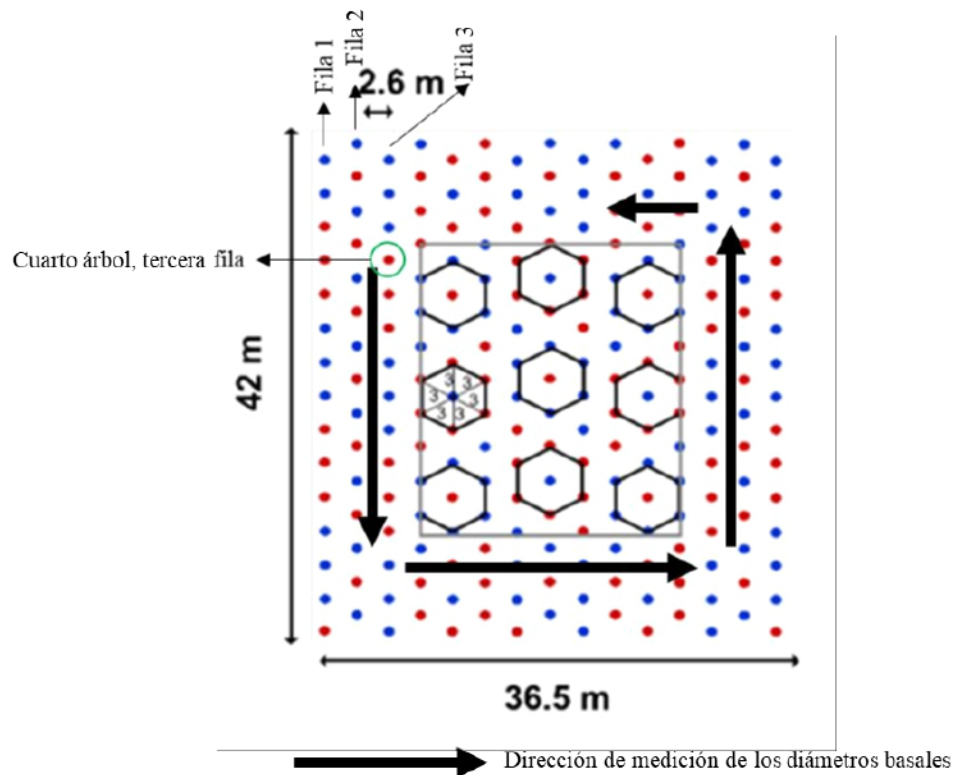 Fila 1
Fila 2
Fila 3
2.6 m
Cuarto árbol, tercera fila
42 m
3 3
3 3
3 3
36.5 m
Dirección de medición de los diámetros basales